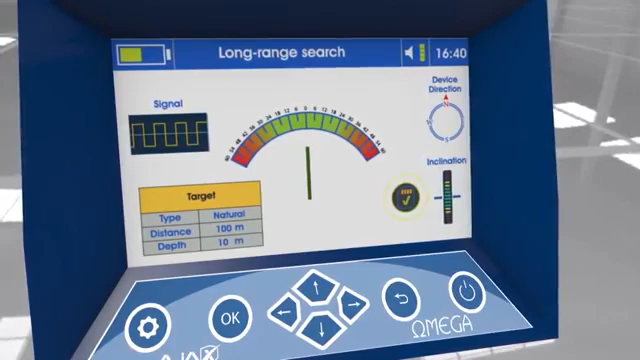 Long-range search
16:40
Signal
Device
Direction
N
S
Inclination
Target
Type Natural
Distance 100 m
Depth 10 m
OK
ΩMEGA